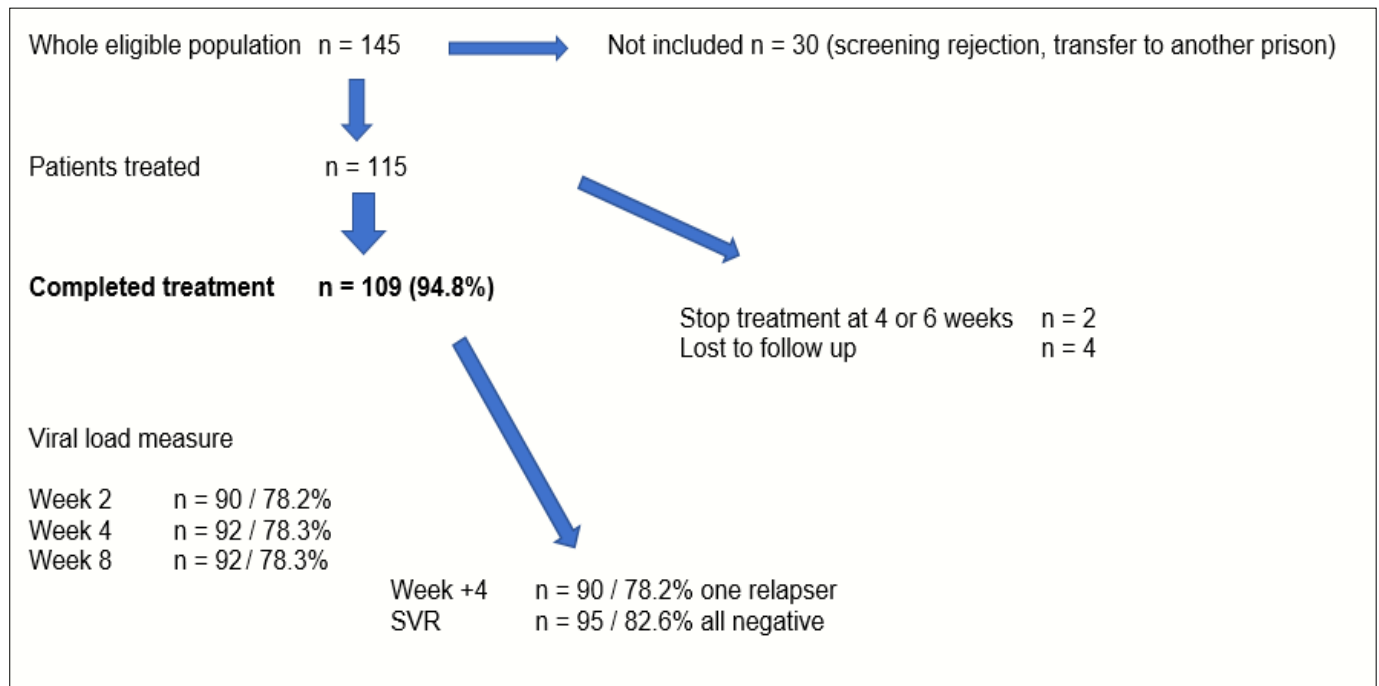 Whole eligible population n = 145 Not included n = 30 (screening rejection, transfer to another prison)
Patients treated n = 115
Completed treatment n = 109 (94.8%)
Stop treatment at 4 or 6 weeks n = 2
Lost to follow up n = 4
Viral load measure
Week 2 n = 90 / 78.2%
Week 4 n = 92 / 78.3%
Week 8 n = 92 / 78.3%
Week +4 n = 90 / 78.2% one relapser
SVR n = 95 / 82.6% all negative